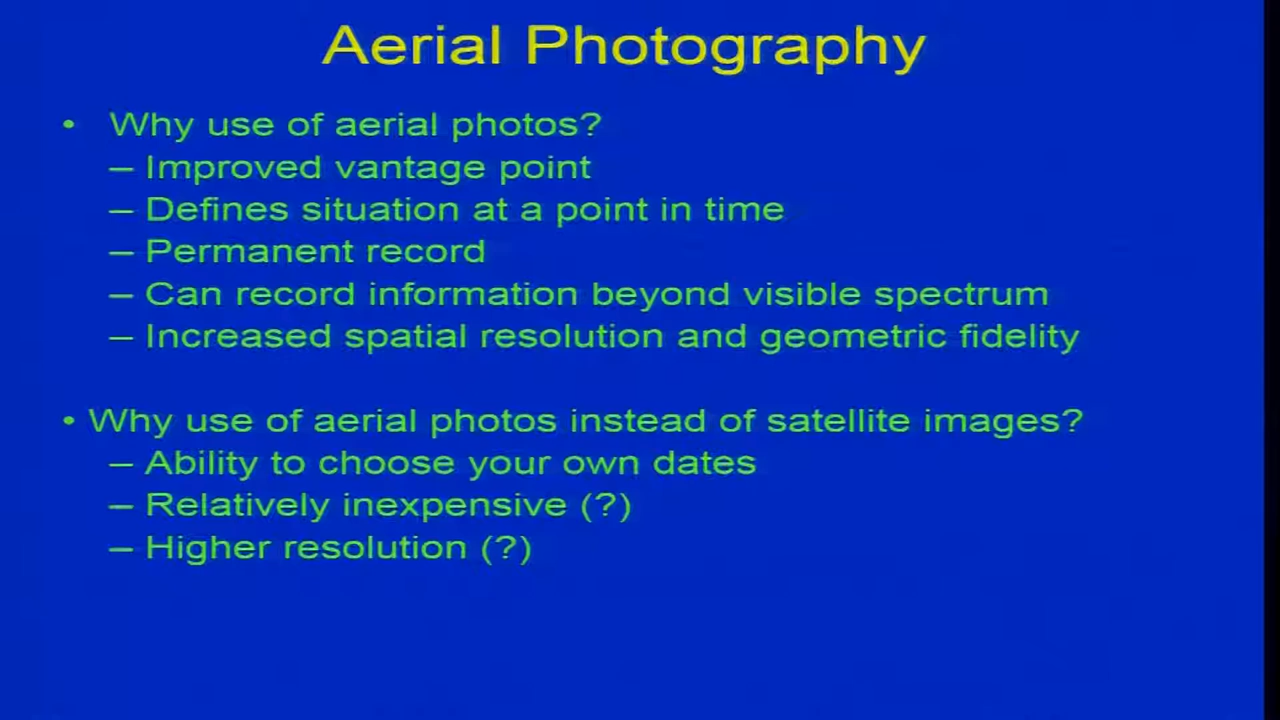 Aerial Photography
• Why use of aerial photos?
– Improved vantage point
– Defines situation at a point in time
– Permanent record
– Can record information beyond visible spectrum
– Increased spatial resolution and geometric fidelity
• Why use of aerial photos instead of satellite images?
– Ability to choose your own dates
– Relatively inexpensive (?)
– Higher resolution (?)